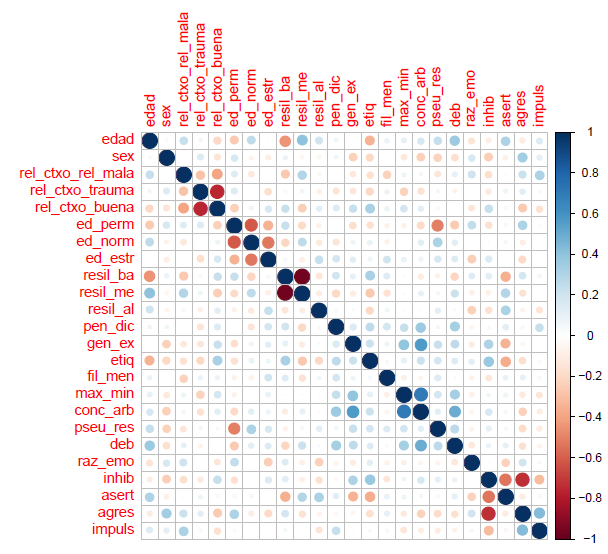 edad
sex
rel_ctxo_rel_mala
rel_ctxo_trauma
rel_ctxo_buena
ed_perm
ed_norm
ed_estr
resil_ba
resil_me
resil_al
pen_dic
gen_ex
etiq
fil_men
max_min
conc_arb
pseu_res
deb
raz_emo
inhib
asert
agres
impuls
edad
sex
rel_ctxo_rel_mala
rel_ctxo_trauma
rel_ctxo_buena
ed_perm
ed_norm
ed_estr
resil_ba
resil_me
resil_al
pen_dic
gen_ex
etiq
fil_men
max_min
conc_arb
pseu_res
deb
raz_emo
inhib
asert
agres
impuls
1
0.8
0.6
0.4
0.2
0
−0.2
−0.4
−0.6
−0.8
−1